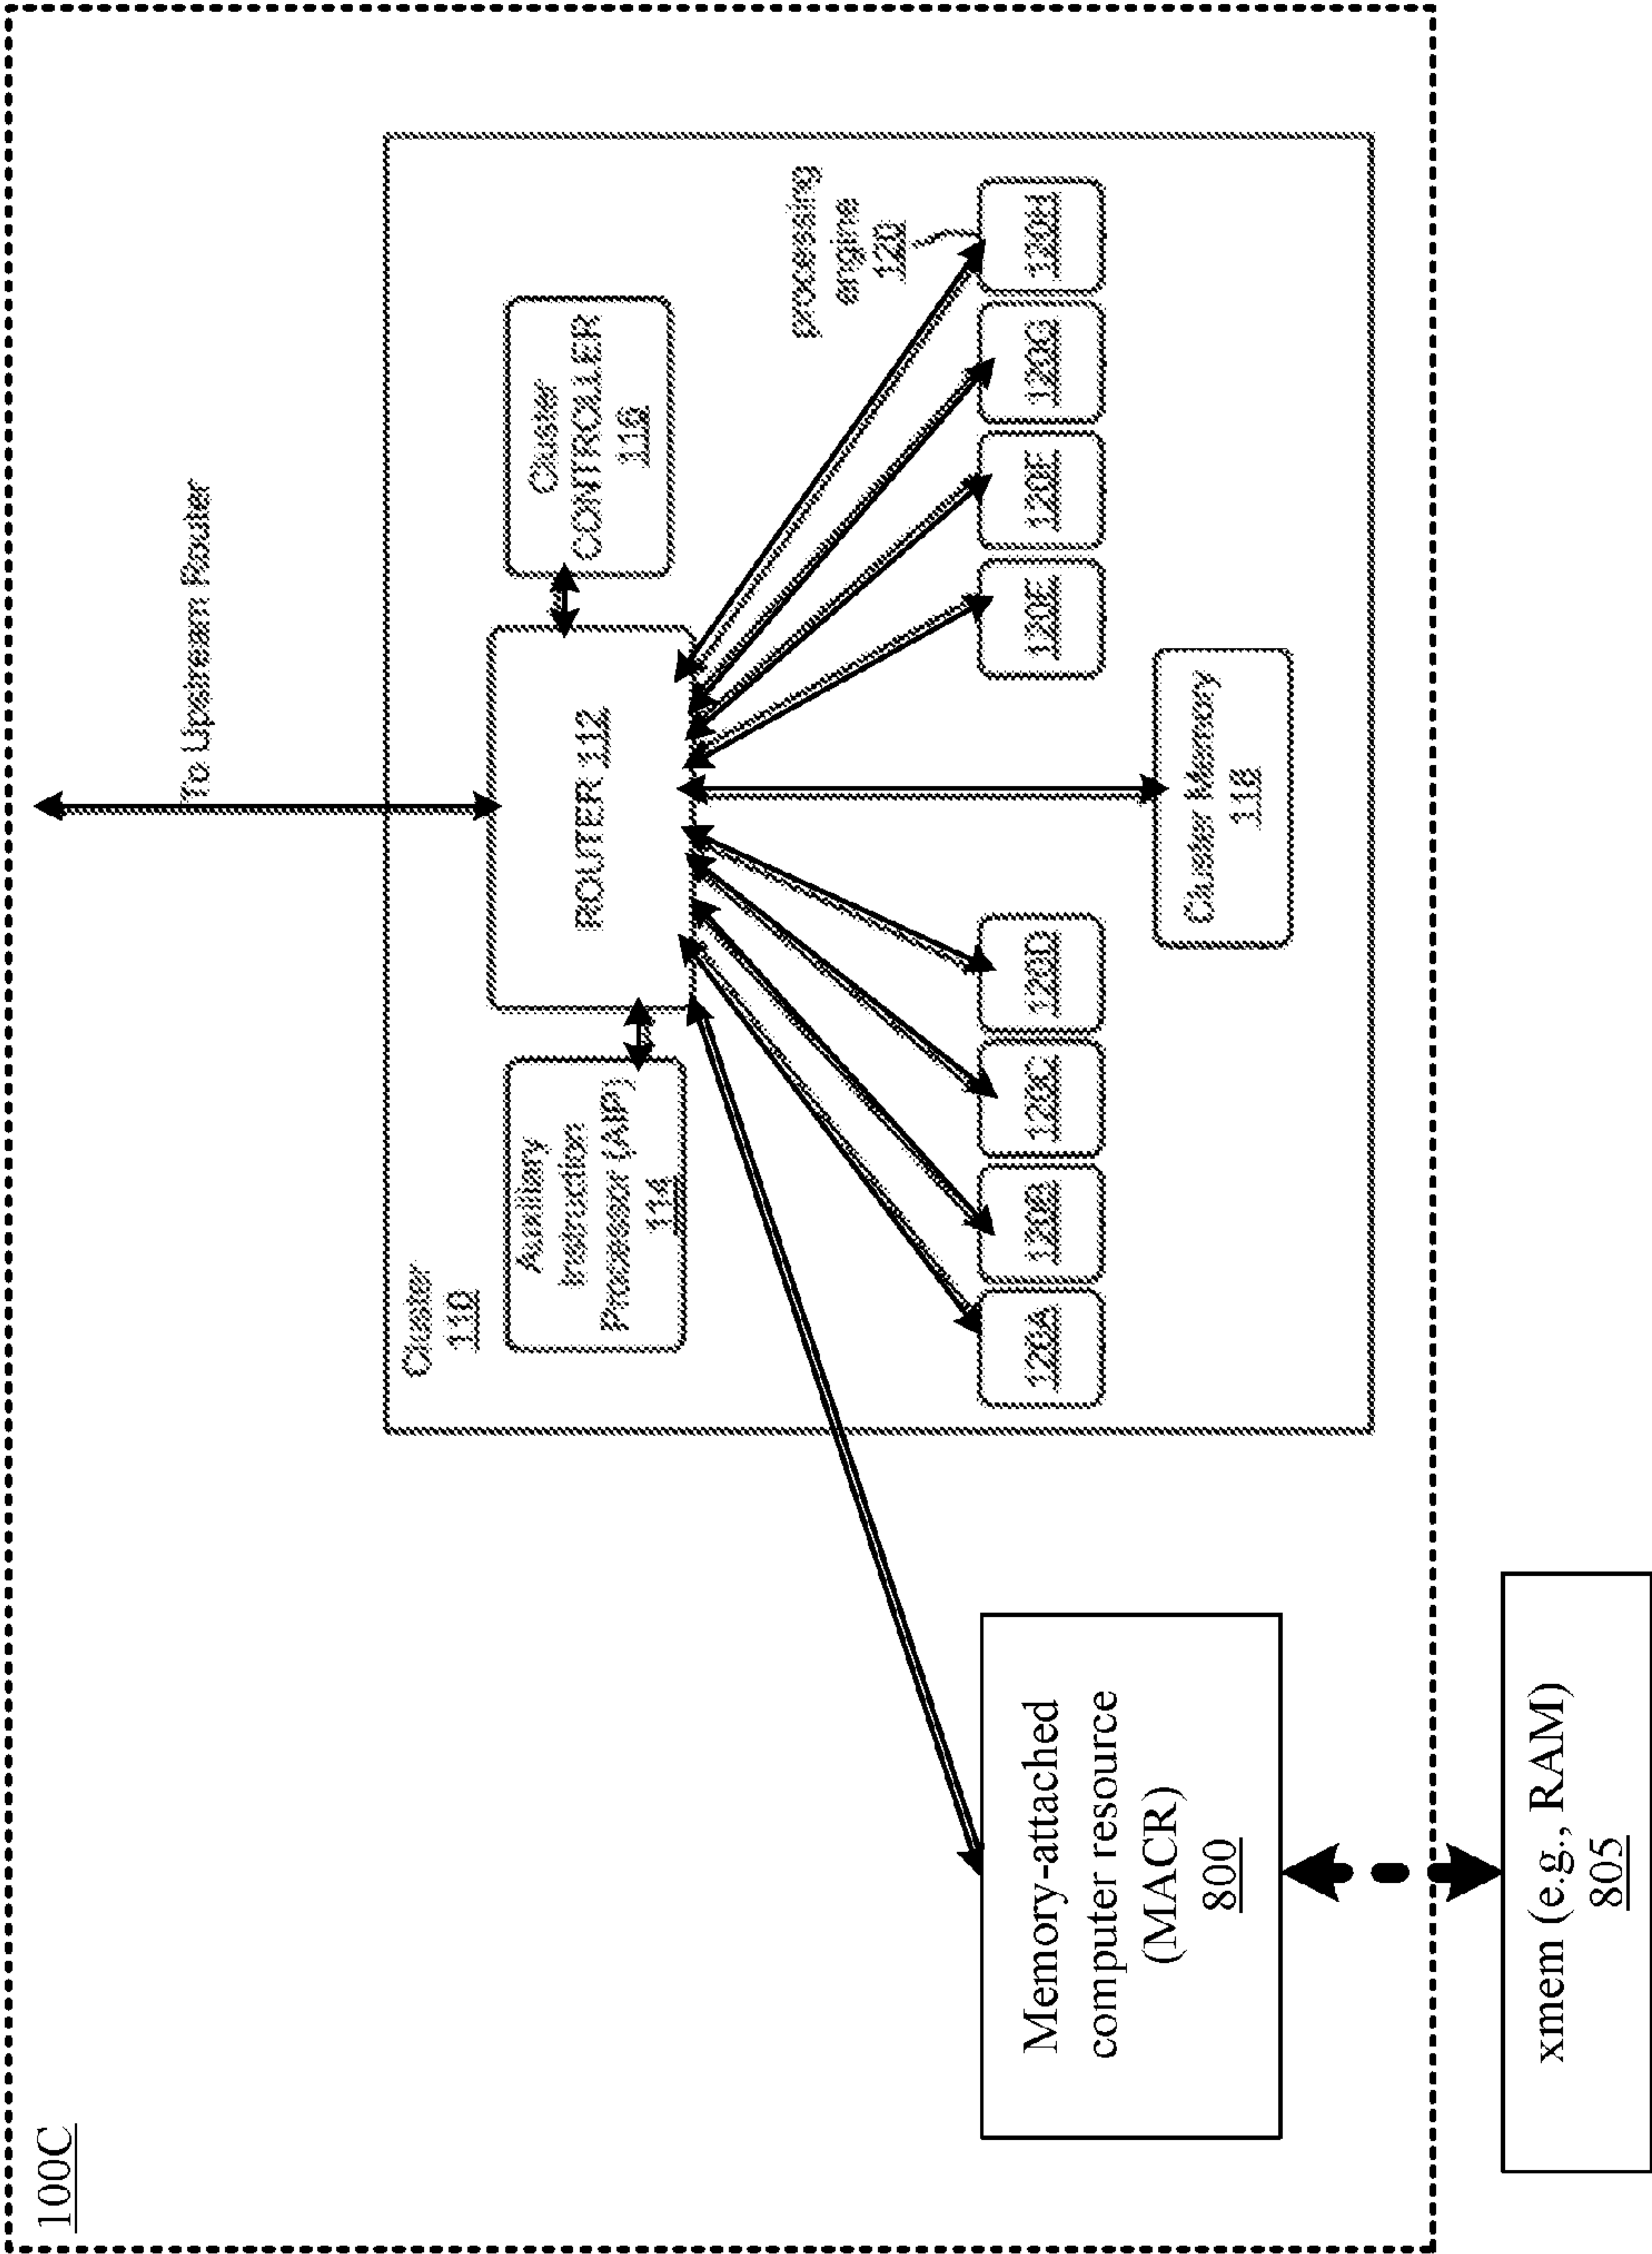 100C
To Upstream Router
Cluster
110
Auxiliary
Instruction
Processor (AIP)
114
ROUTER 112
Cluster
CONTROLLER
116
processing
engine
120
120A
120B
120C
120D
120E
120F
120G
120H
Cluster Memory
118
Memory-attached
computer resource
(MACR)
800
xmem (e.g., RAM)
805